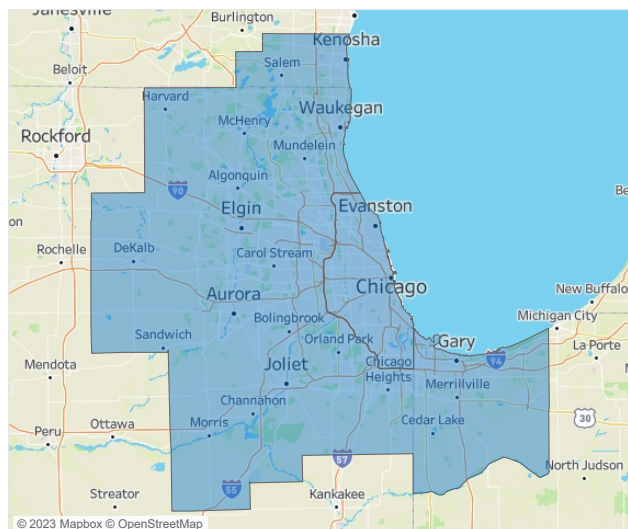 Janesville
Burlington
Kenosha
Beloit
Salem
Harvard
Waukegan
McHenry
Rockford
Mundelein
Algonquin
90
Elgin
Evanston
on
Rochelle
DeKalb
Carol Stream
Chicago
New Buffalo
Aurora
Michigan City
Bolingbrook
Sandwich
Orland Park
Gary
La Porte
94
Mendota
Joliet
Chicago
Heights
Merrillville
Channahon
30
Ottawa
Morris
Cedar Lake
Peru
57
North Judson
55
Streator
Kankakee
© 2023 Mapbox © OpenStreetMap